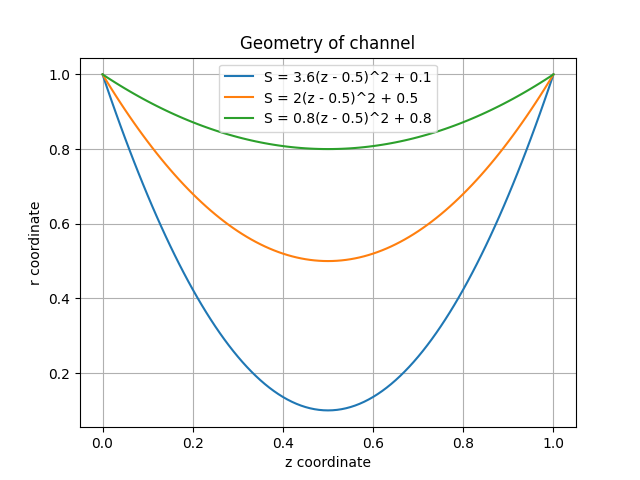 Geometry of channel
S = 3.6(z - 0.5)^2 + 0.1
S = 2(z - 0.5)^2 + 0.5
S = 0.8(z - 0.5)^2 + 0.8
r coordinate
1.0
0.8
0.6
0.4
0.2
0.0 0.2 0.4 0.6 0.8 1.0
z coordinate